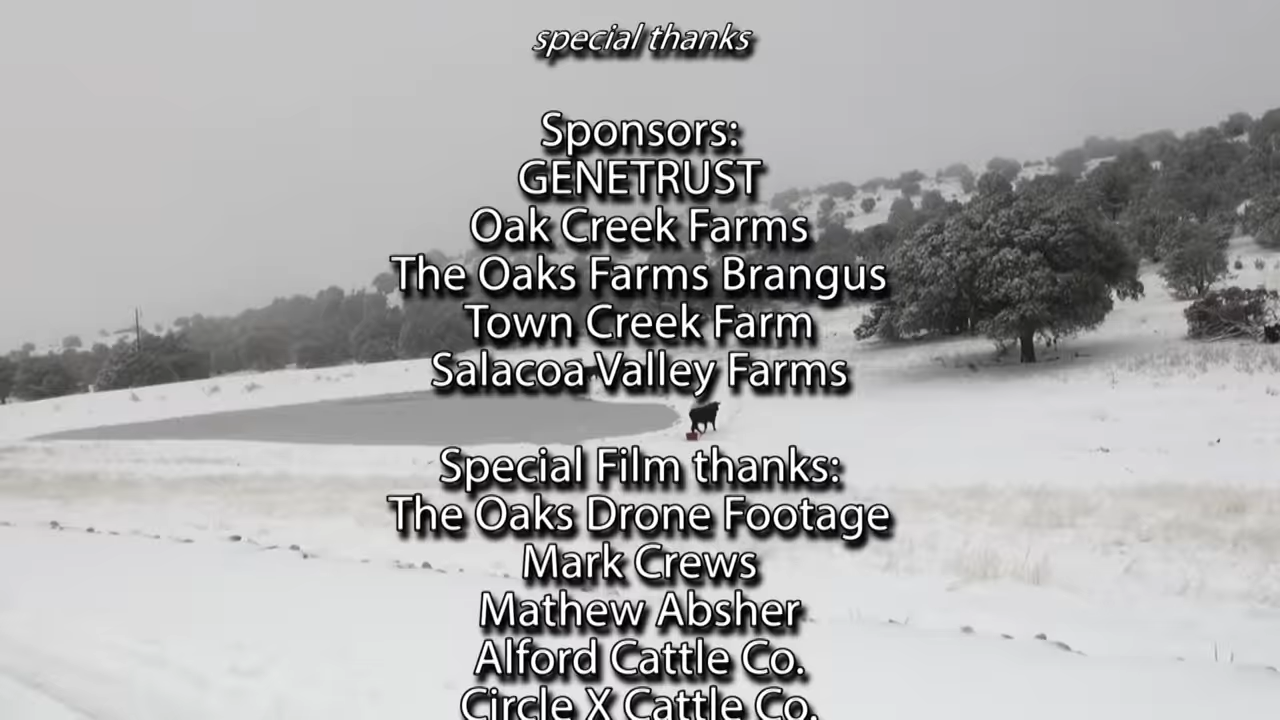 special thanks
Sponsors:
GENETRUST
Oak Creek Farms
The Oaks Farms Brangus
Town Creek Farm
Salacoa Valley Farms
Special Film thanks:
The Oaks Drone Footage
Mark Crews
Mathew Absher
Alford Cattle Co.
Circle X Cattle Co.